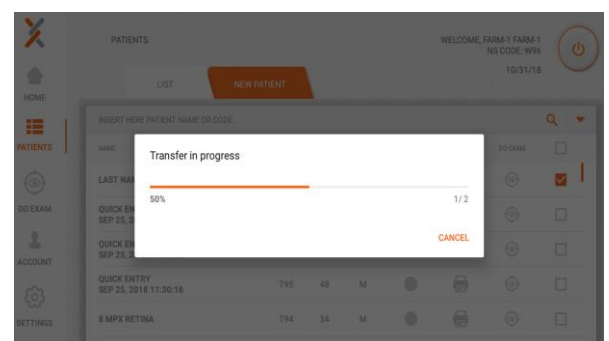 PATIENTS
WELCOME, FARM-1 FARM-1
NS CODE: W96
10/31/18
HOME
LIST
NEW PATIENT
INSERT HERE PATIENT NAME OR CODE
PATIENTS
NAME
DO EXAM
Transfer in progress
LAST NAM
50%
1/ 2
DO EXAM
QUICK EN
SEP 25, 2
CANCEL
QUICK EN
SEP 25, 2
ACCOUNT
QUICK ENTRY
SEP 25, 2018 11:30:16
T95 48 M
SETTINGS
8 MPX RETINA T94 34 M